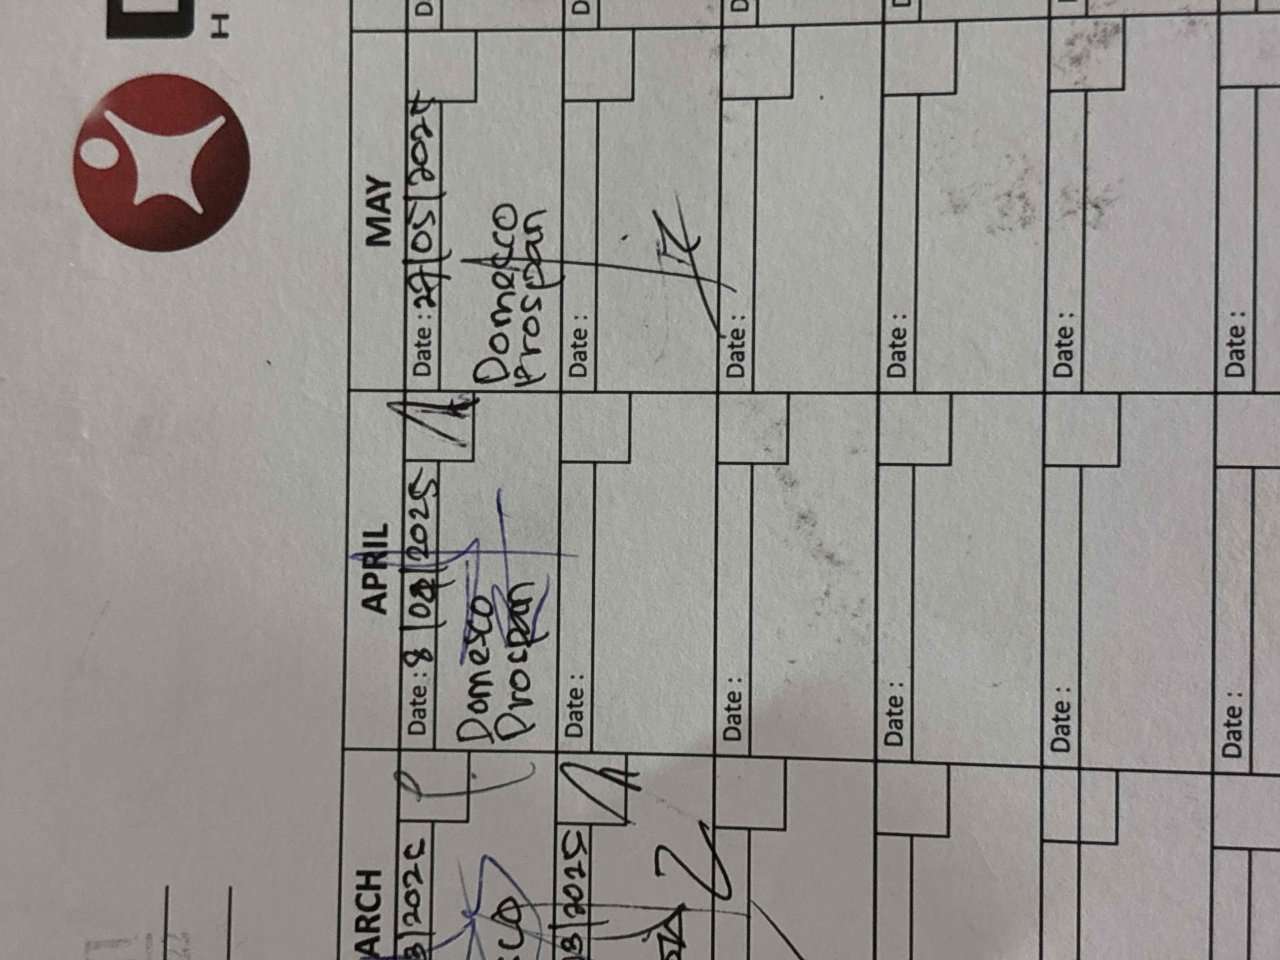 H
ARCH
APRIL
MAY
2025
Date : 8 04 2025
Date : 27/05/2025
Domesco
Prospan
Domesco
Prospan
Date :
Date :
Date :
Date :
Date :
Date :
Date :
Date :
Date :
Date :